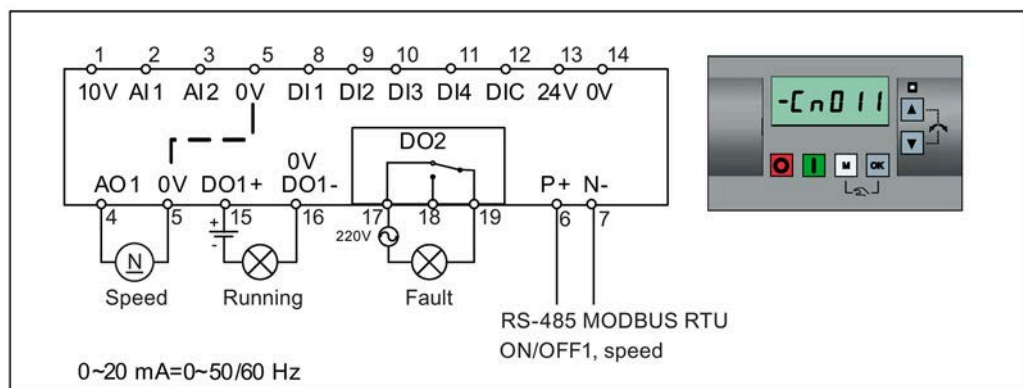 1 2 3 5 8 9 10 11 12 13 14
10V AI1 AI2 0V DI1 DI2 DI3 DI4 DIC 24V 0V
DO2
0V
AO1 0V DO1+ DO1- P+ N-
4 5 15 16 17 18 19 6 7
+
-
220V
N
Speed Running Fault
RS-485 MODBUS RTU
ON/OFF1, speed
0~20 mA=0~50/60 Hz
-Cn011
M OK